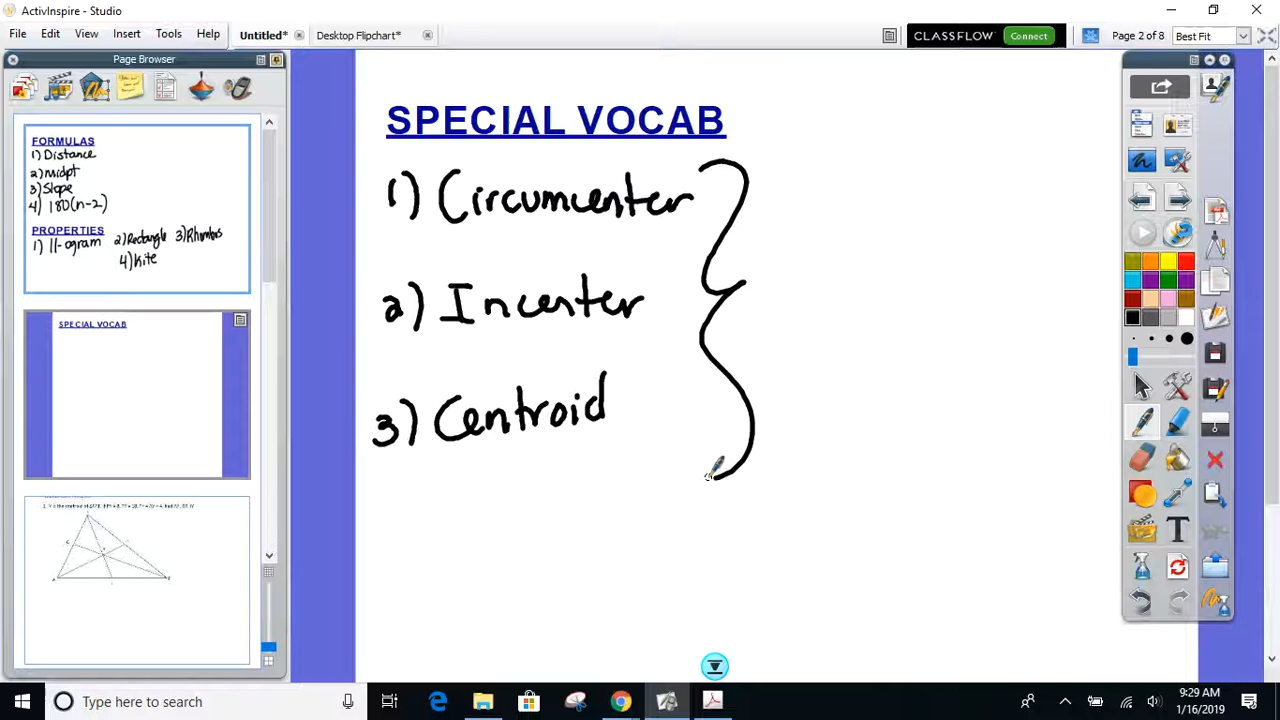 ActivInspire - Studio
File Edit View Insert Tools Help
Untitled* Desktop Flipchart*
CLASSFLOW Connect
Page 2 of 8 Best Fit
Page Browser
FORMULAS
1) Distance
2) midpt
3) Slope
4) 180(n-2)
PROPERTIES
1) 11-ogram 2) Rectangle 3) Rhombus
4) Kite
SPECIAL VOCAB
SPECIAL VOCAB
1) Circumcenter
2) Incenter
3) Centroid
Type here to search
9:29 AM
1/16/2019